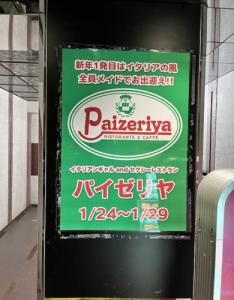 新年1発目はイタリアの風
全員メイドでお出迎え!!
Paizeriya
RISTORANTE E CAFFÉ
イタリアンギャル and セクシーレストラン
パイゼリヤ
1/24〜1/29